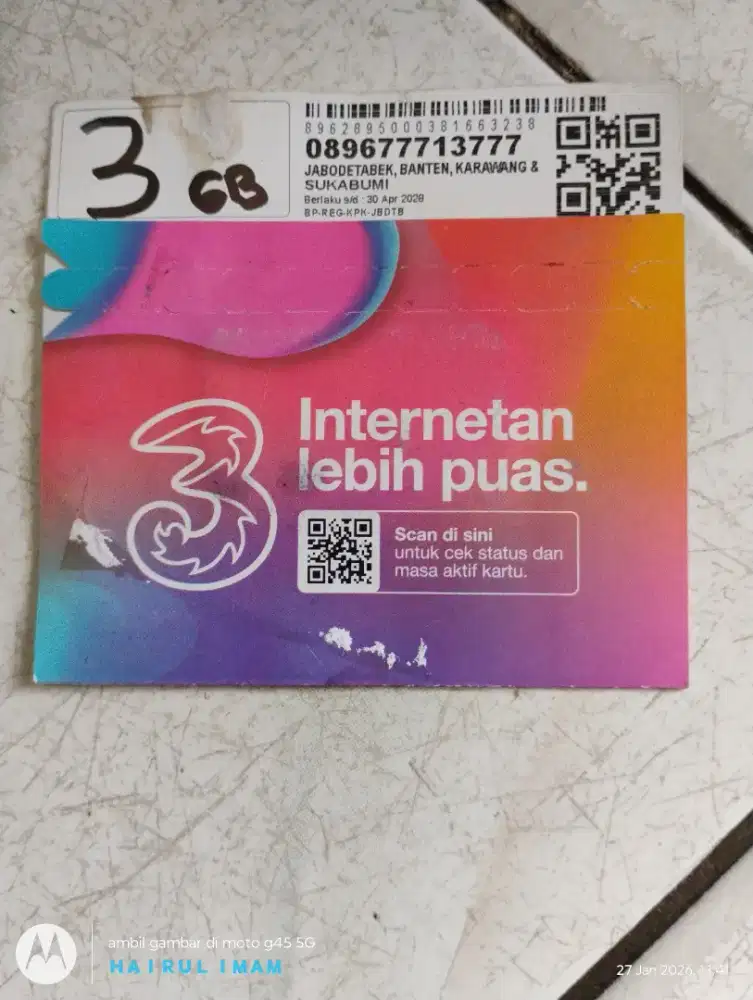 3 GB
8962895000381663238
089677713777
JABODETABEK, BANTEN, KARAWANG &
SUKABUMI
Berlaku s/d : 30 Apr 2028
BP-REG-KPK-JBDTB
3
Internetan
lebih puas.
Scan di sini
untuk cek status dan
masa aktif kartu.
ambil gambar di moto g45 5G
HAIRUL IMAM
27 Jan 2026,